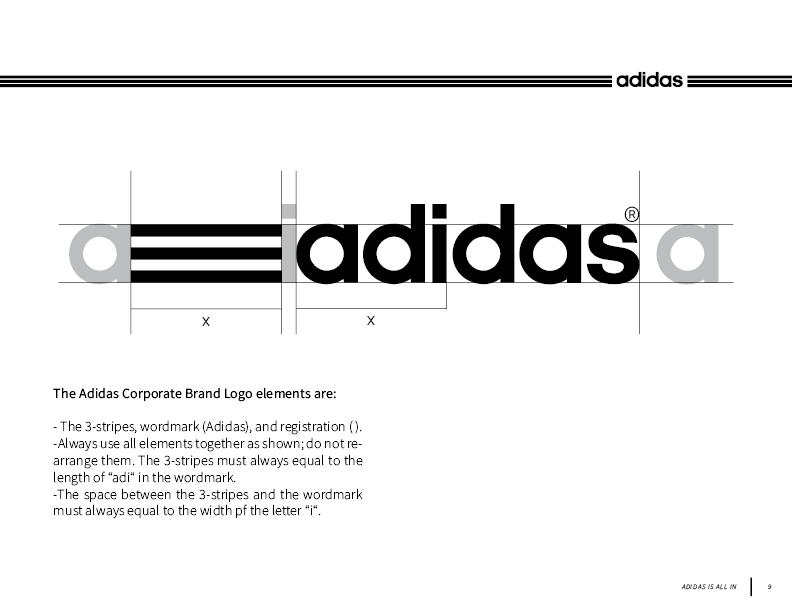 adidas
a i adidas® a
X X
The Adidas Corporate Brand Logo elements are:
- The 3-stripes, wordmark (Adidas), and registration ( ).
-Always use all elements together as shown; do not re-
arrange them. The 3-stripes must always equal to the
length of “adi“ in the wordmark.
-The space between the 3-stripes and the wordmark
must always equal to the width pf the letter “i“.
ADIDAS IS ALL IN 9